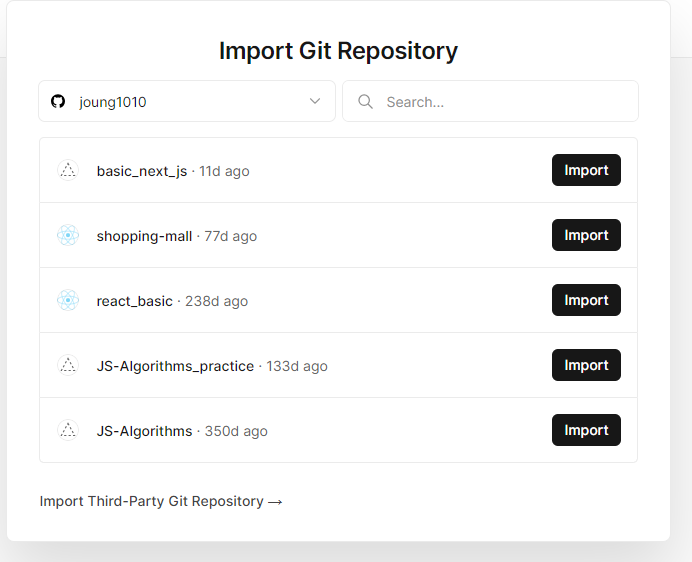 Import Git Repository
joung1010
Search...
basic_next_js · 11d ago
Import
shopping-mall · 77d ago
Import
react_basic · 238d ago
Import
JS-Algorithms_practice · 133d ago
Import
JS-Algorithms · 350d ago
Import
Import Third-Party Git Repository →